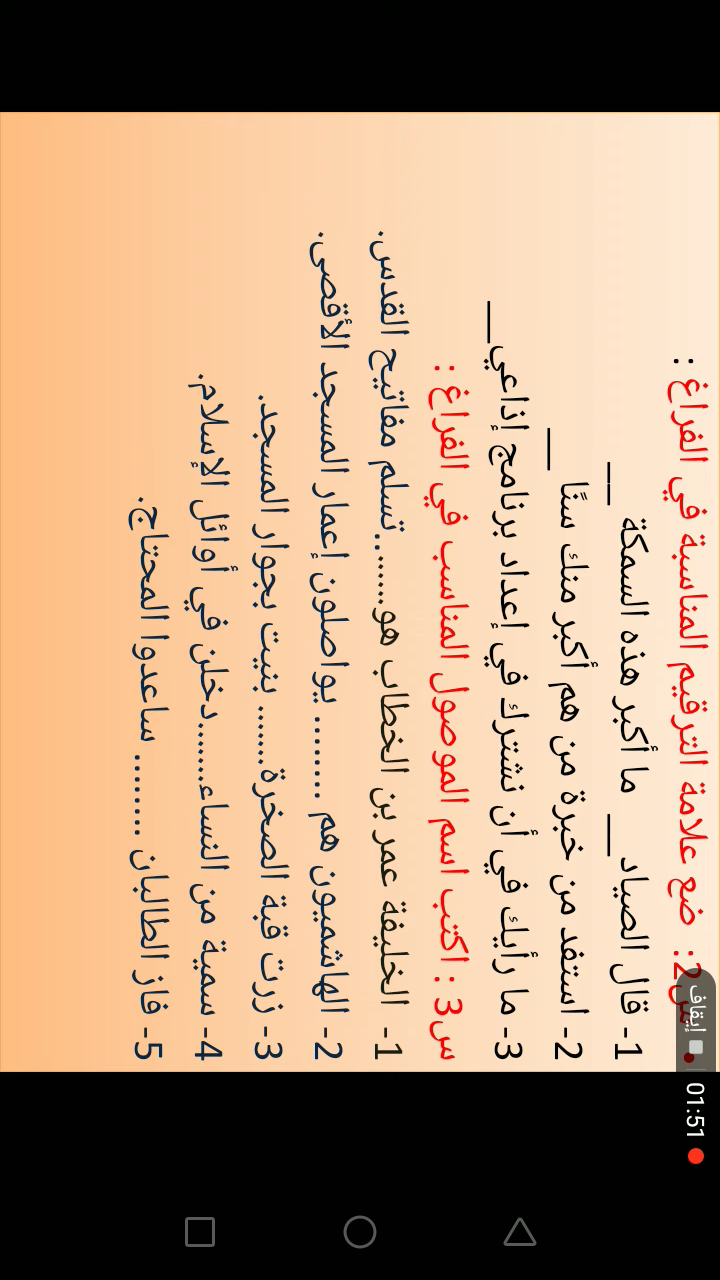 س2: ضع علامة الترقيم المناسبة في الفراغ :
1- قال الصياد __ ما أكبر هذه السمكة __
2- استفد من خبرة من هم أكبر منك سنًا __
3- ما رأيك في أن نشترك في إعداد برنامج إذاعي__
س3 : اكتب اسم الموصول المناسب في الفراغ :
1- الخليفة عمر بن الخطاب هو........تسلم مفاتيح القدس.
2- الهاشميون هم ........ يواصلون إعمار المسجد الأقصى.
3- زرت قبة الصخرة....... بنيت بجوار المسجد.
4- سمية من النساء.......دخلن في أوائل الإسلام.
5- فاز الطالبان ........ ساعدوا المحتاج.
إيقاف
01:51